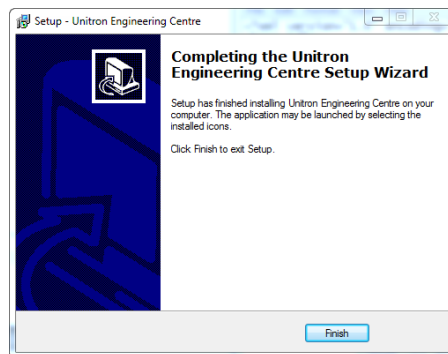 Setup - Unitron Engineering Centre
Completing the Unitron
Engineering Centre Setup Wizard
Setup has finished installing Unitron Engineering Centre on your
computer. The application may be launched by selecting the
installed icons.
Click Finish to exit Setup.
Finish